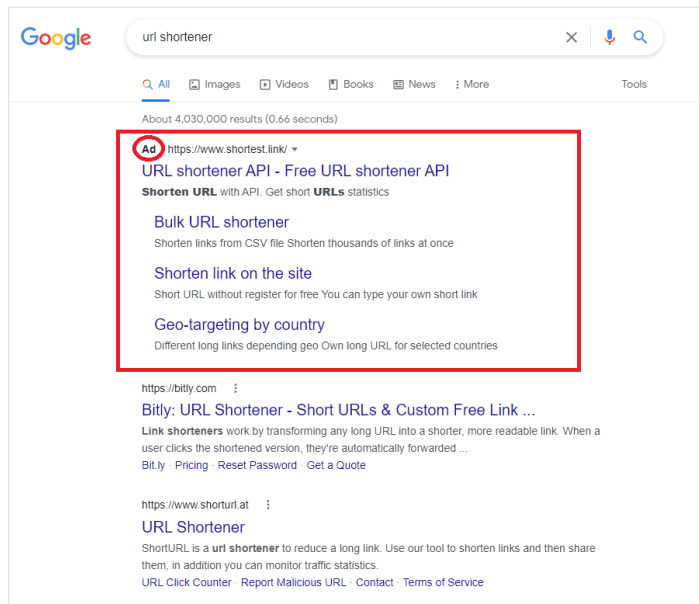 Google
url shortener
All Images Videos Books News More Tools
About 4,030,000 results (0.66 seconds)
Ad · https://www.shortest.link/
URL shortener API - Free URL shortener API
Shorten URL with API. Get short URLs statistics
Bulk URL shortener
Shorten links from CSV file Shorten thousands of links at once
Shorten link on the site
Short URL without register for free You can type your own short link
Geo-targeting by country
Different long links depending geo Own long URL for selected countries
https://bitly.com
Bitly: URL Shortener - Short URLs & Custom Free Link ...
Link shorteners work by transforming any long URL into a shorter, more readable link. When a
user clicks the shortened version, they're automatically forwarded ...
Bit.ly · Pricing · Reset Password · Get a Quote
https://www.shorturl.at
URL Shortener
ShortURL is a url shortener to reduce a long link. Use our tool to shorten links and then share
them, in addition you can monitor traffic statistics.
URL Click Counter · Report Malicious URL · Contact · Terms of Service